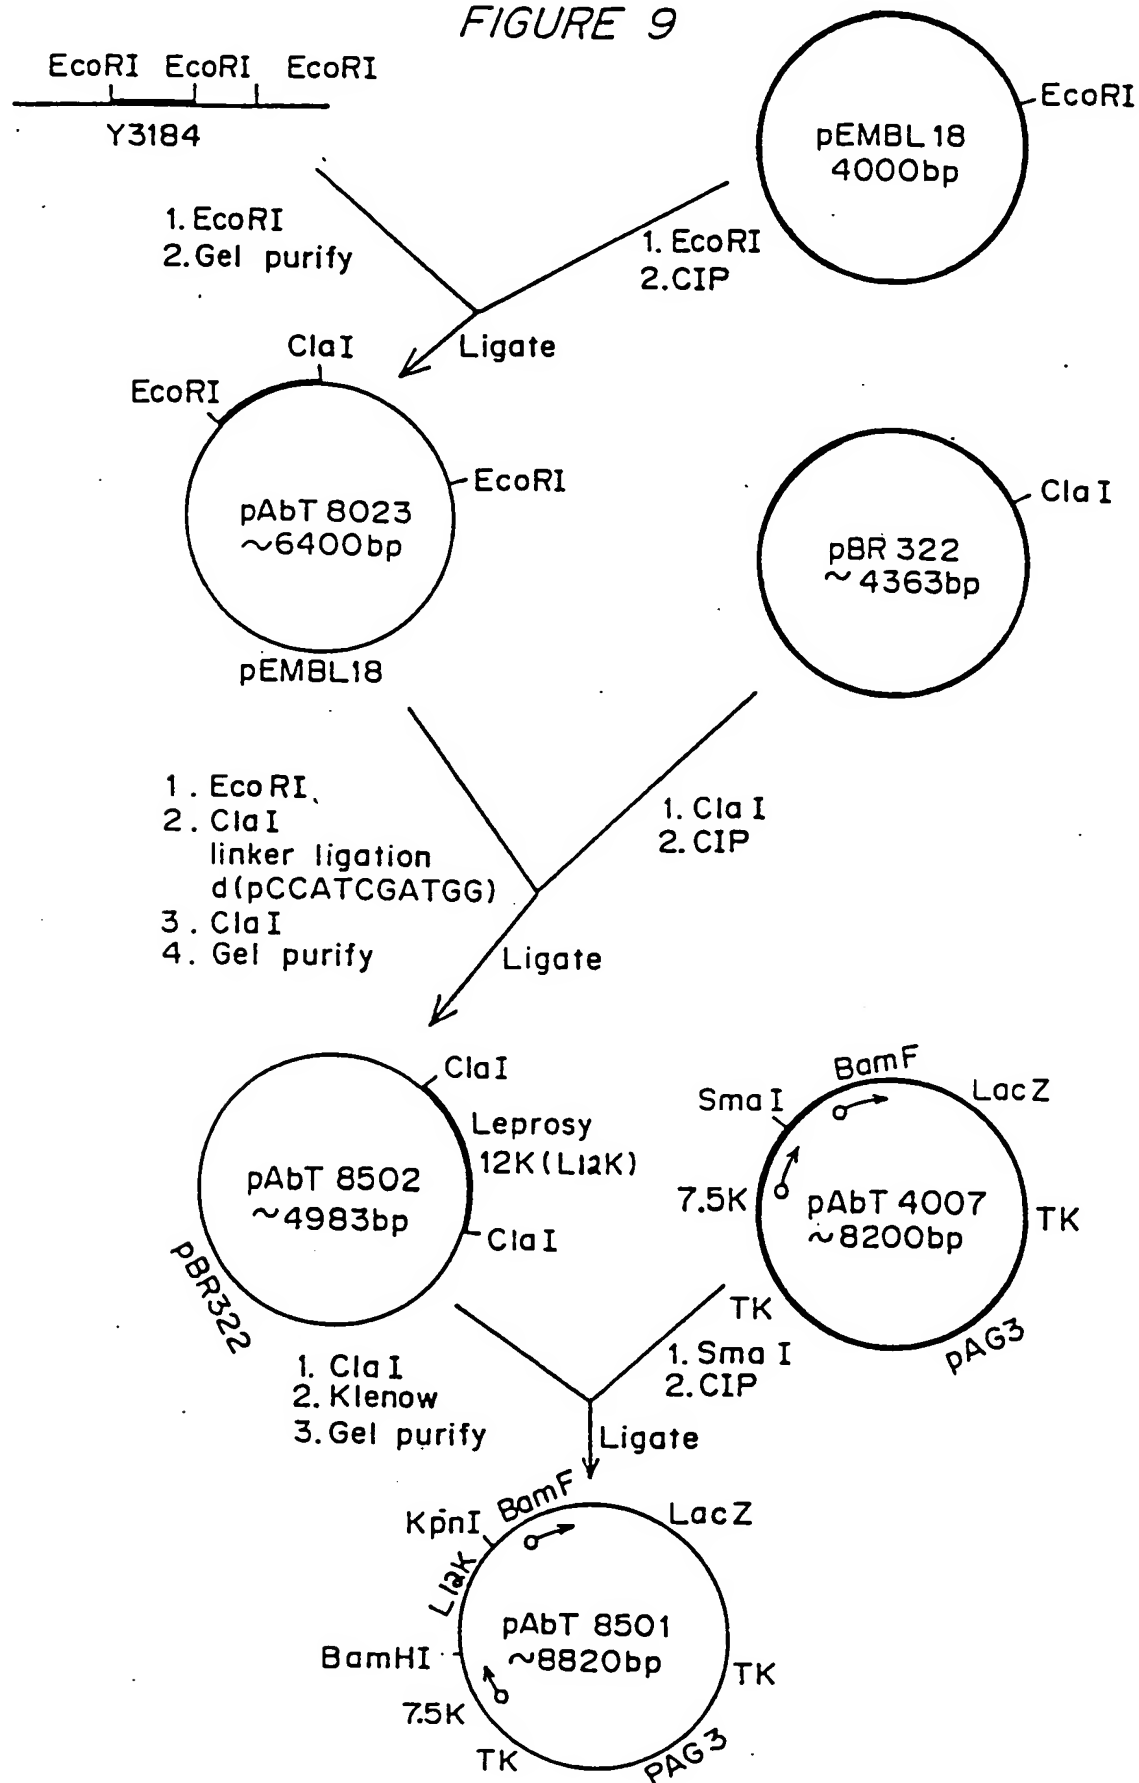 FIGURE 9
EcoRI EcoRI EcoRI
Y3184
EcoRI
pEMBL18
4000bp
1. EcoRI
2. Gel purify
1. EcoRI
2. CIP
Ligate
ClaI
EcoRI
EcoRI
pAbT 8023
~6400bp
pEMBL18
ClaI
pBR 322
~ 4363bp
1. EcoRI
2. ClaI
linker ligation
d(pCCATCGATGG)
3. ClaI
4. Gel purify
1. ClaI
2. CIP
Ligate
ClaI
Leprosy
12K (L12K)
ClaI
pAbT 8502
~4983bp
pBR322
BamF
SmaI
LacZ
7.5K
pAbT 4007
~8200bp
TK
TK
pAG3
1. ClaI
2. Klenow
3. Gel purify
1. SmaI
2. CIP
Ligate
BamF
KpnI
LacZ
L12K
pAbT 8501
~8820bp
BamHI
TK
7.5K
TK
PAG3